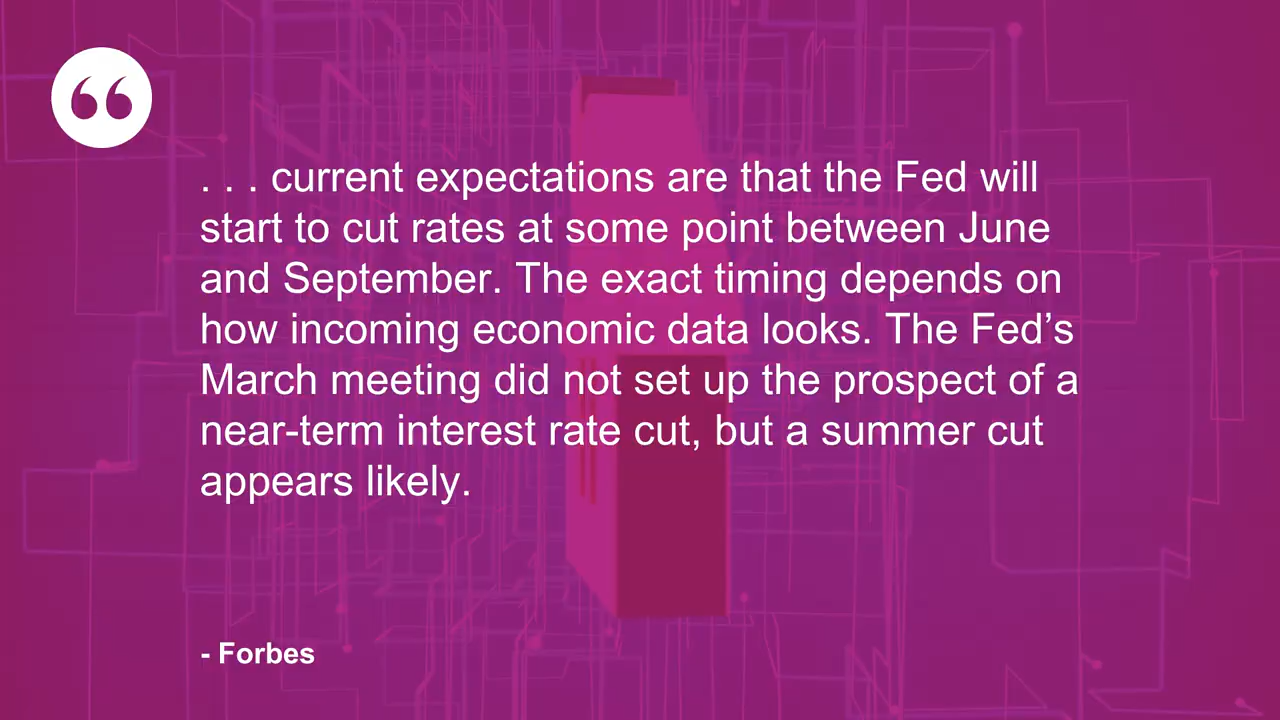 “
. . . current expectations are that the Fed will
start to cut rates at some point between June
and September. The exact timing depends on
how incoming economic data looks. The Fed’s
March meeting did not set up the prospect of a
near-term interest rate cut, but a summer cut
appears likely.
- Forbes